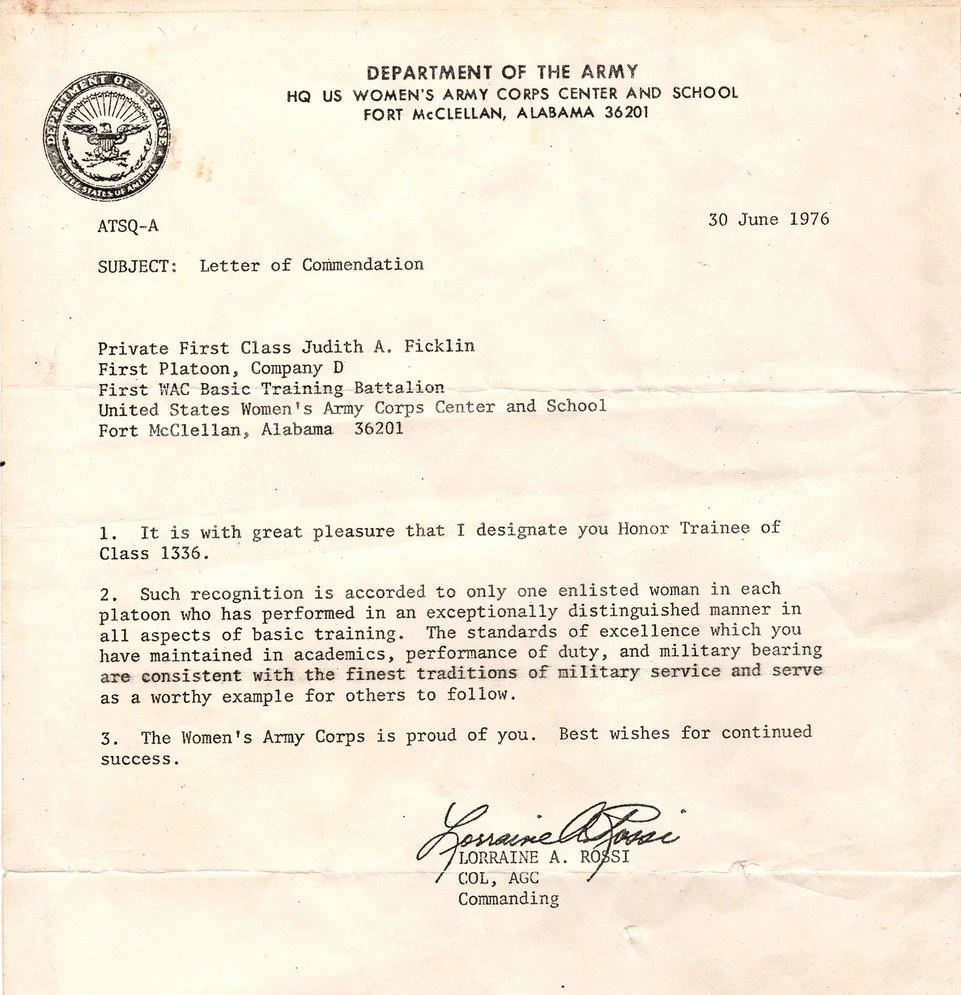 DEPARTMENT OF THE ARMY
HQ US WOMEN'S ARMY CORPS CENTER AND SCHOOL
FORT McCLELLAN, ALABAMA 36201
DEPARTMENT OF DEFENSE
UNITED STATES OF AMERICA
ATSQ-A
30 June 1976
SUBJECT: Letter of Commendation
Private First Class Judith A. Ficklin
First Platoon, Company D
First WAC Basic Training Battalion
United States Women's Army Corps Center and School
Fort McClellan, Alabama 36201
1. It is with great pleasure that I designate you Honor Trainee of
Class 1336.
2. Such recognition is accorded to only one enlisted woman in each
platoon who has performed in an exceptionally distinguished manner in
all aspects of basic training. The standards of excellence which you
have maintained in academics, performance of duty, and military bearing
are consistent with the finest traditions of military service and serve
as a worthy example for others to follow.
3. The Women's Army Corps is proud of you. Best wishes for continued
success.
Lorraine A Rossi
LORRAINE A. ROSSI
COL, AGC
Commanding